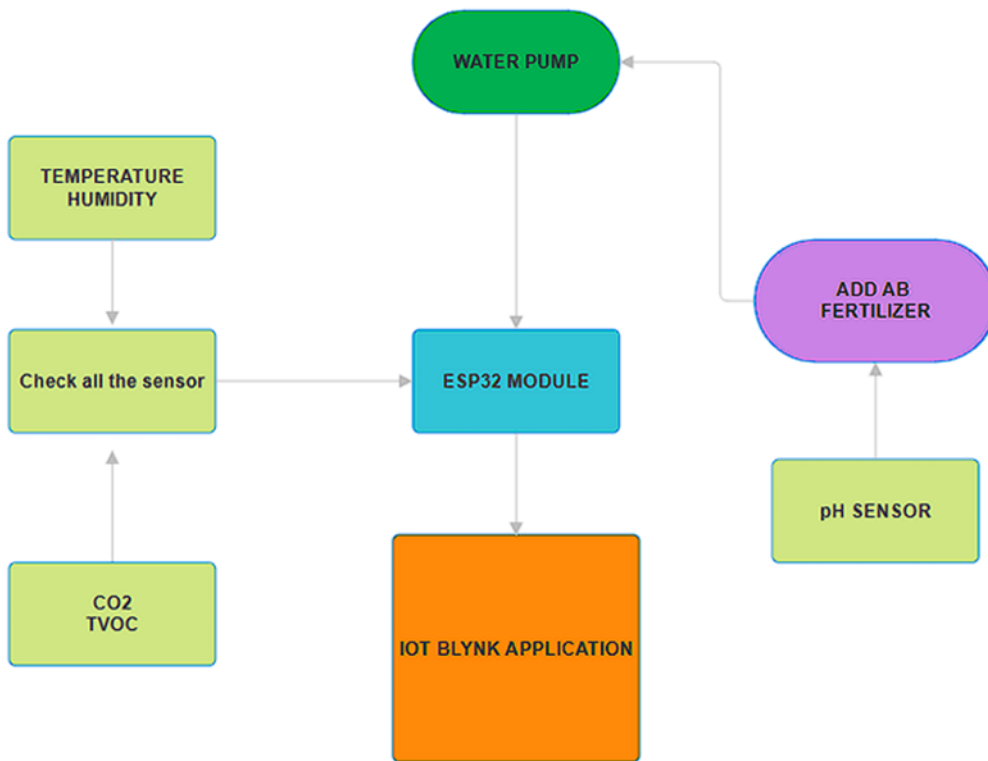 WATER PUMP
TEMPERATURE
HUMIDITY
ADD AB
FERTILIZER
Check all the sensor
ESP32 MODULE
pH SENSOR
CO2
TVOC
IOT BLYNK APPLICATION